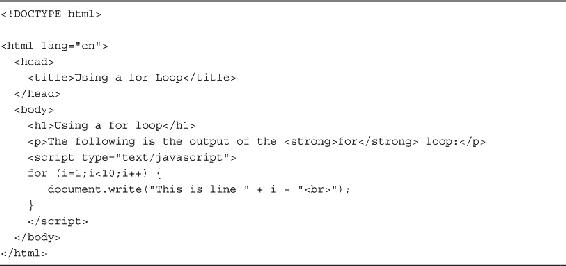 <!DOCTYPE html>

<html lang="en">
  <head>
    <title>Using a for Loop</title>
  </head>
  <body>
    <h1>Using a for loop</h1>
    <p>The following is the output of the <strong>for</strong> loop:</p>
    <script type="text/javascript">
    for (i=1;i<10;i++) {
       document.write("This is line " + i + "<br>");
    }
    </script>
  </body>
</html>